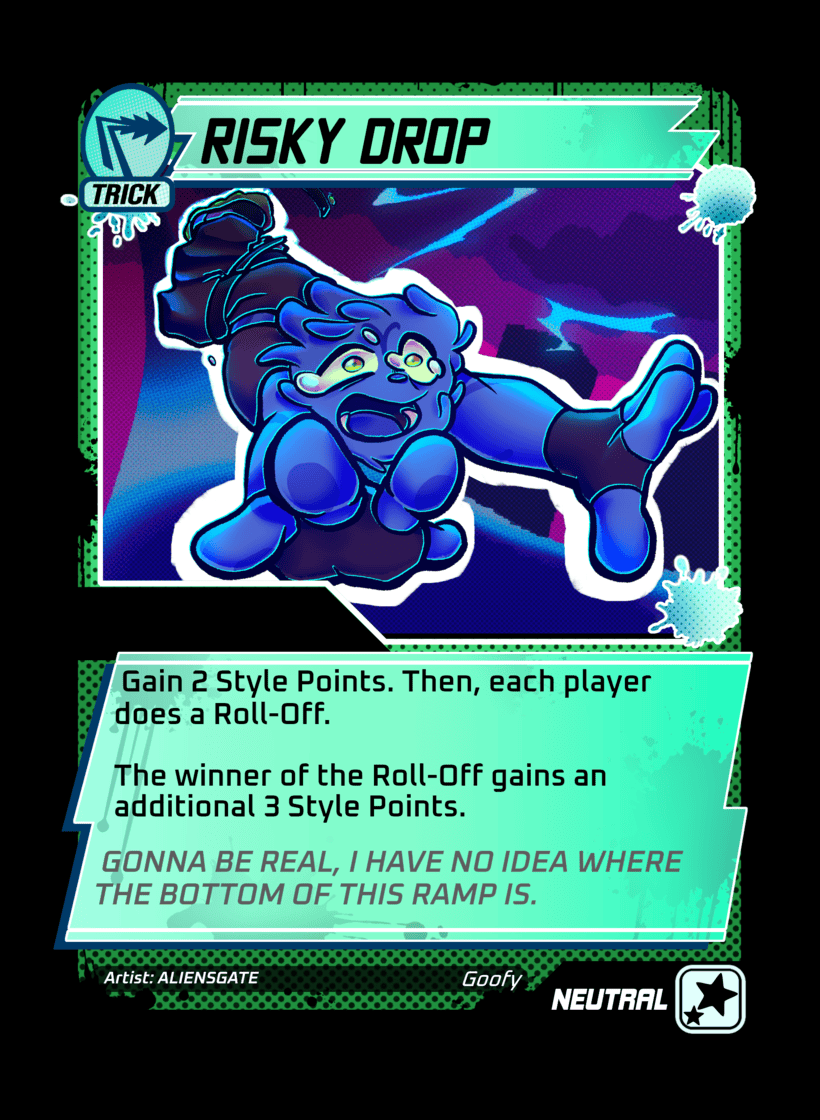 RISKY DROP
TRICK
Gain 2 Style Points. Then, each player
does a Roll-Off.
The winner of the Roll-Off gains an
additional 3 Style Points.
GONNA BE REAL, I HAVE NO IDEA WHERE
THE BOTTOM OF THIS RAMP IS.
Artist: ALIENSGATE
Goofy
NEUTRAL